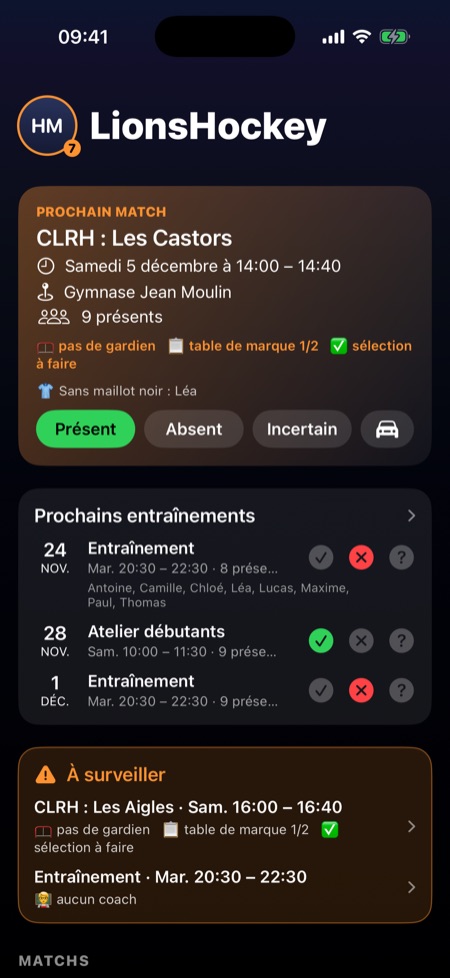 09:41
HM
7
LionsHockey
PROCHAIN MATCH
CLRH : Les Castors
Samedi 5 décembre à 14:00 – 14:40
Gymnase Jean Moulin
9 présents
pas de gardien table de marque 1/2 sélection
à faire
Sans maillot noir : Léa
Présent Absent Incertain
Prochains entraînements
24 Entraînement
NOV. Mar. 20:30 – 22:30 · 8 prése...
Antoine, Camille, Chloé, Léa, Lucas, Maxime,
Paul, Thomas
28 Atelier débutants
NOV. Sam. 10:00 – 11:30 · 9 prése...
1 Entraînement
DÉC. Mar. 20:30 – 22:30 · 9 prése...
À surveiller
CLRH : Les Aigles · Sam. 16:00 – 16:40
pas de gardien table de marque 1/2
sélection à faire
Entraînement · Mar. 20:30 – 22:30
aucun coach
MATCHS